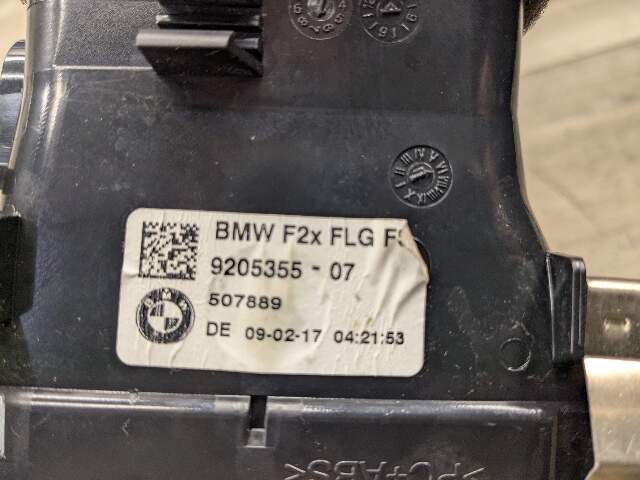 BMW F2x FLG
9205355 - 07
507889
DE 09-02-17 04:21:53
>PC+ABS<